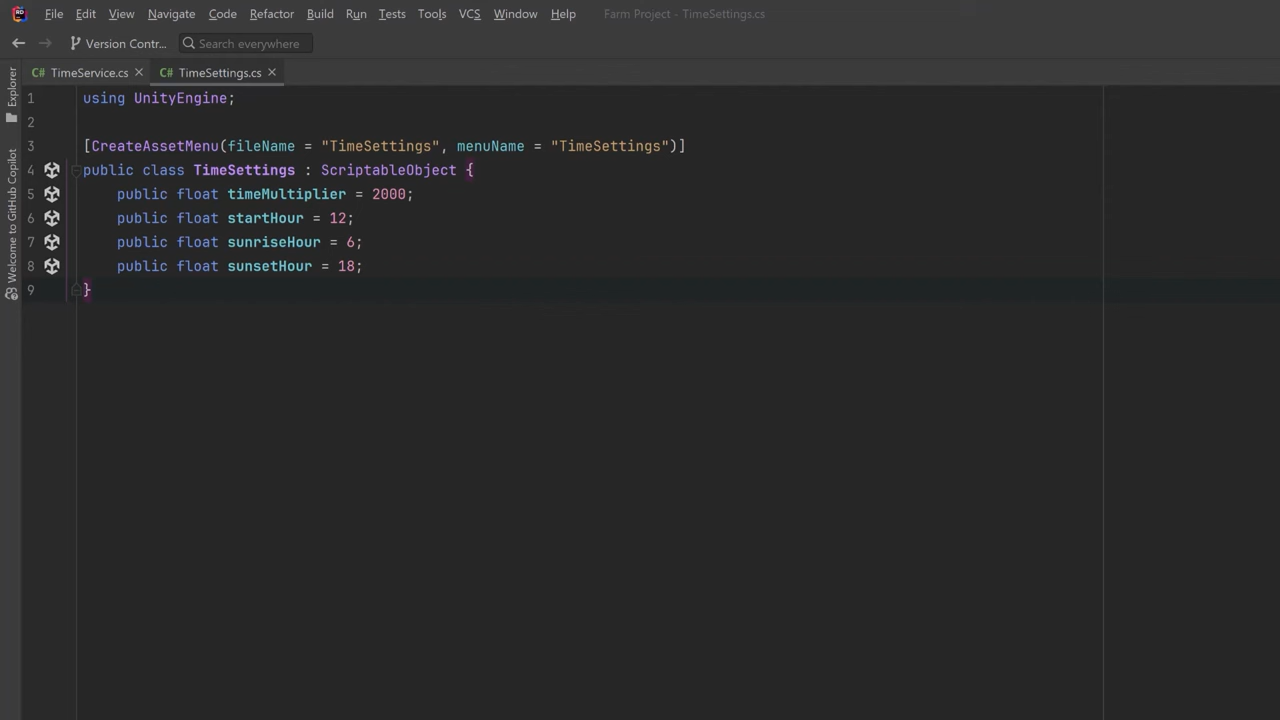 RD File Edit View Navigate Code Refactor Build Run Tests Tools VCS Window Help Farm Project - TimeSettings.cs
Version Contr... Search everywhere
C# TimeService.cs C# TimeSettings.cs
Explorer
Welcome to GitHub Copilot
1 using UnityEngine;
2
3 [CreateAssetMenu(fileName = "TimeSettings", menuName = "TimeSettings")]
4 public class TimeSettings : ScriptableObject {
5 public float timeMultiplier = 2000;
6 public float startHour = 12;
7 public float sunriseHour = 6;
8 public float sunsetHour = 18;
9 }